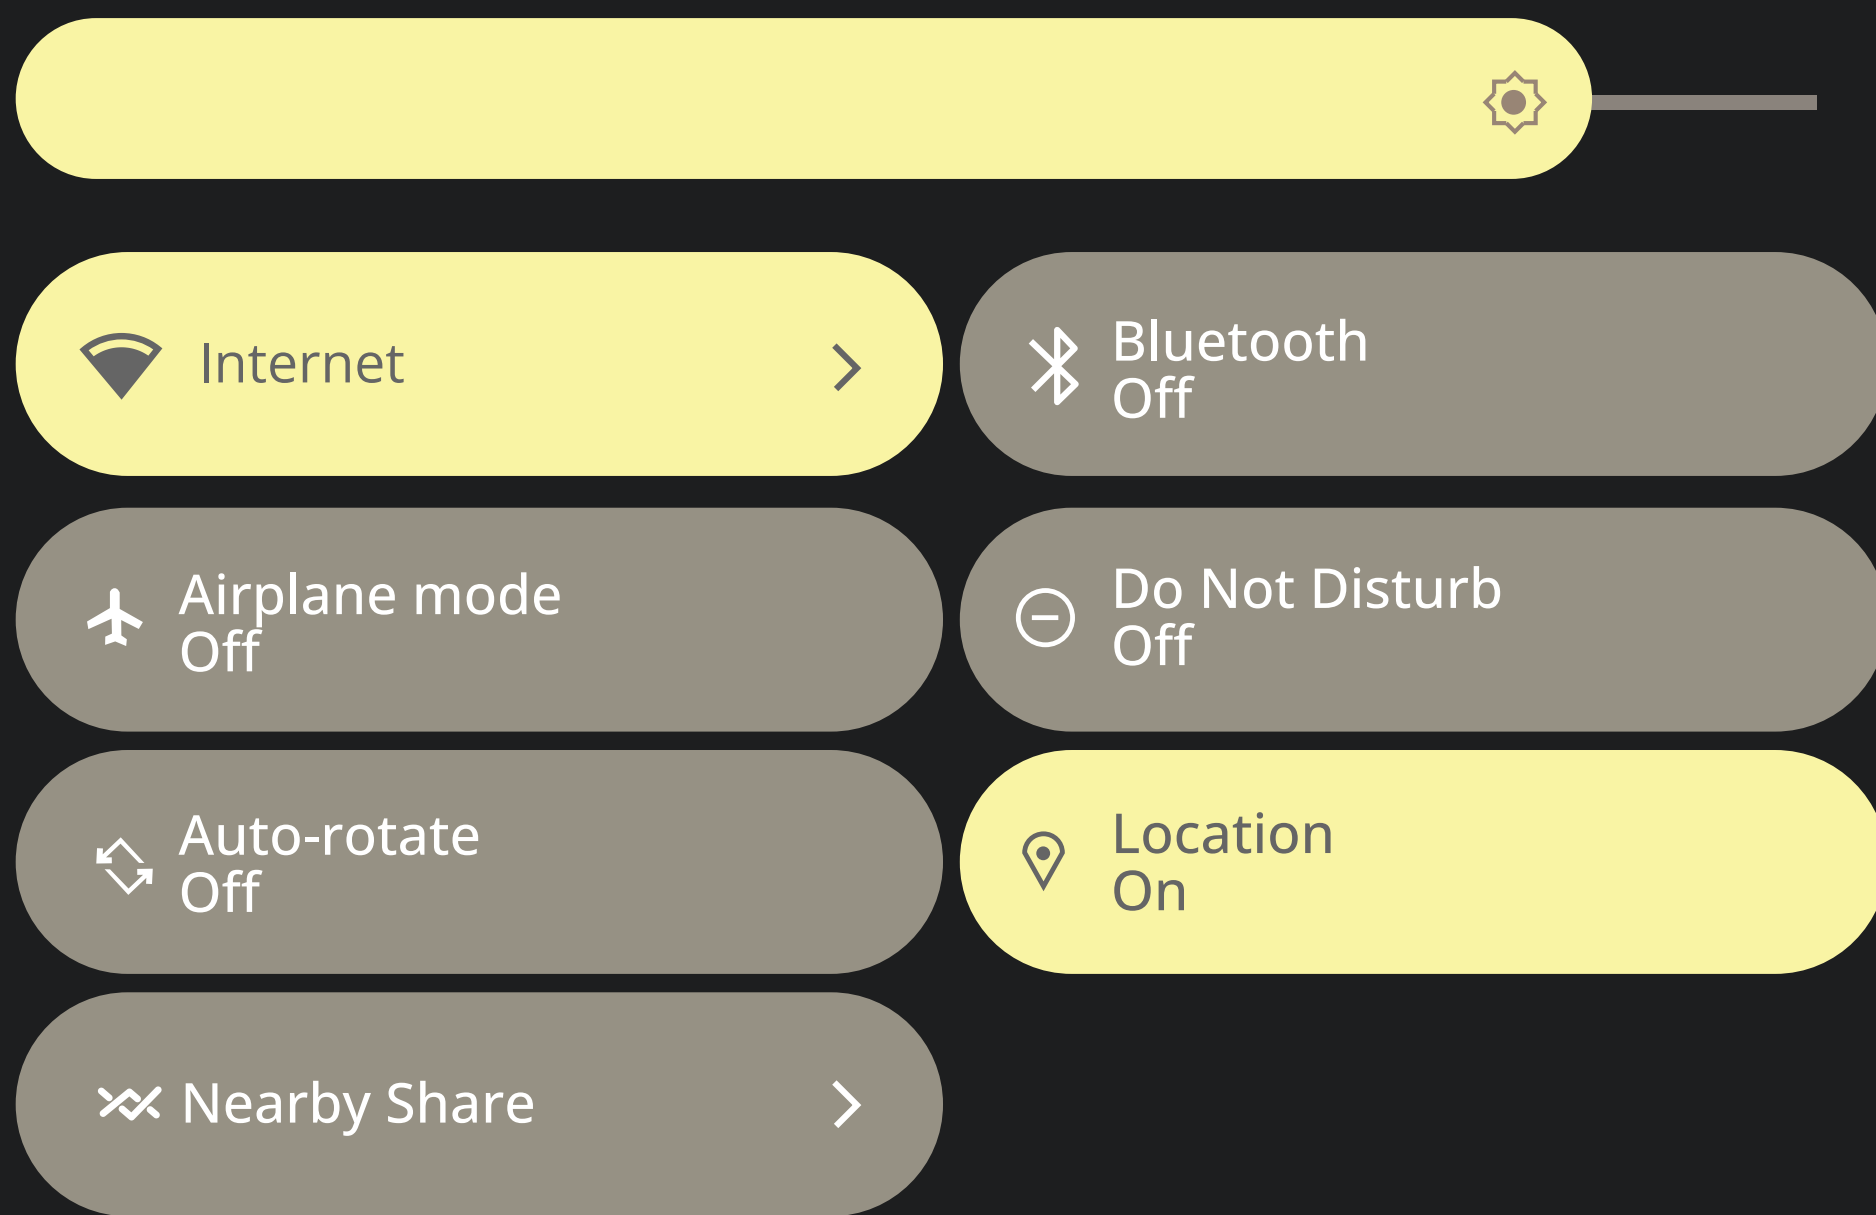 Internet
Bluetooth
Off
Airplane mode
Off
Do Not Disturb
Off
Auto-rotate
Off
Location
On
Nearby Share